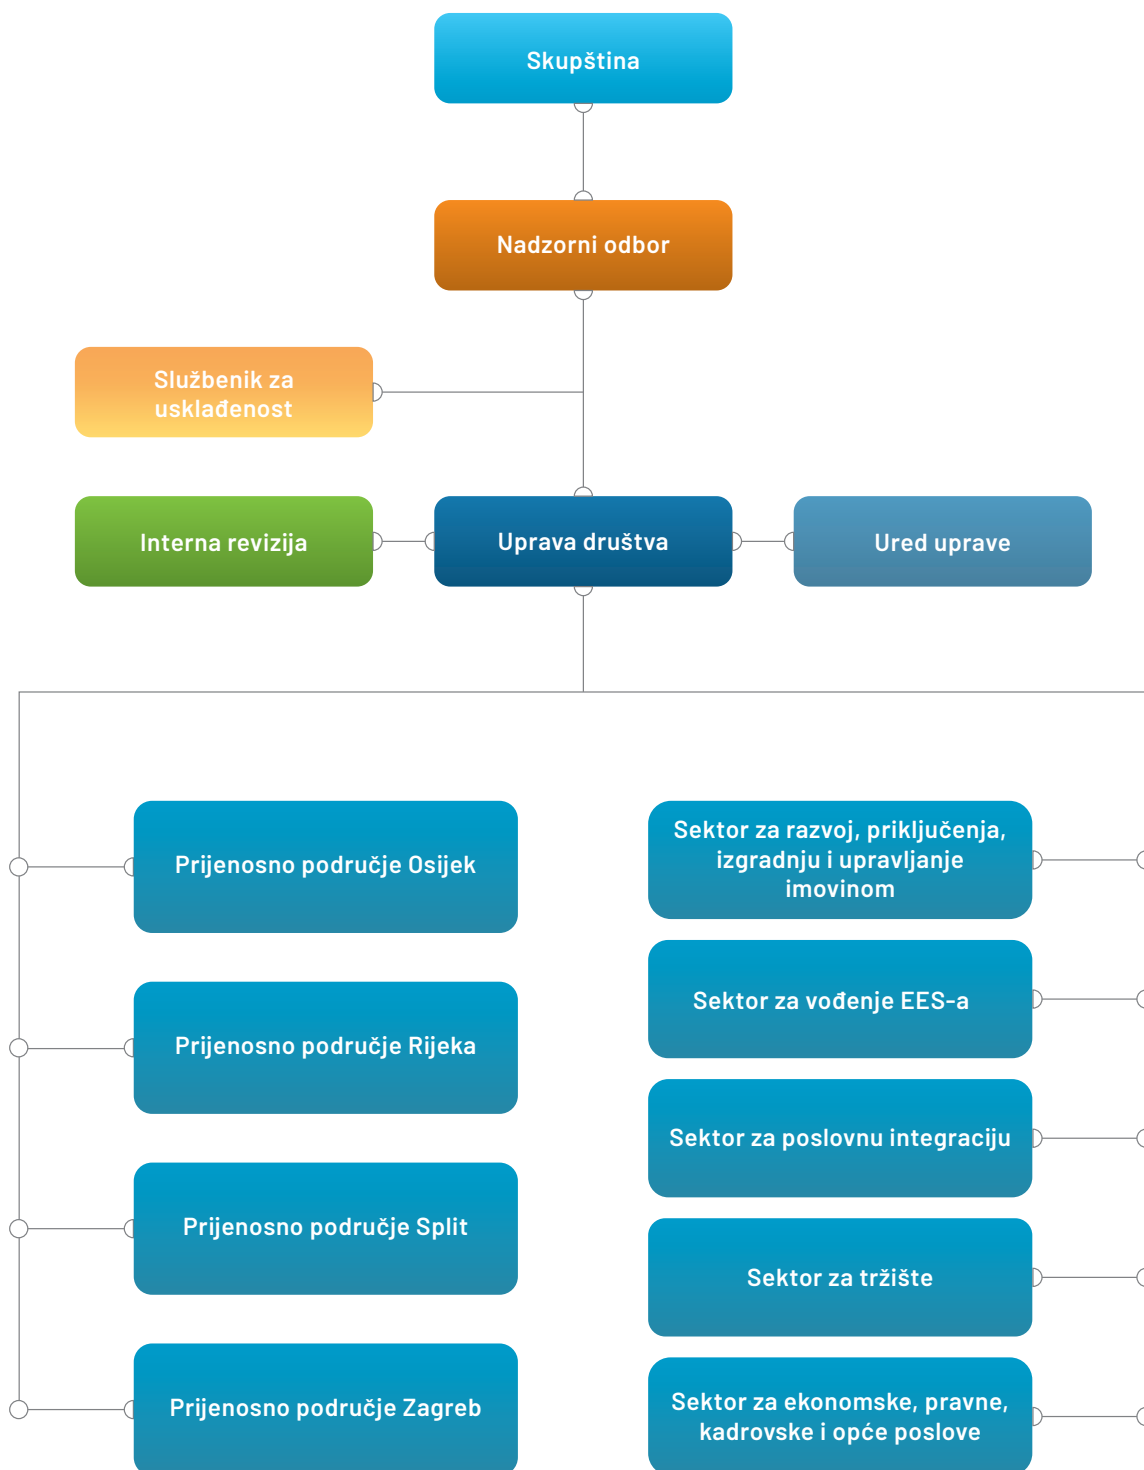 Skupština
Nadzorni odbor
Službenik za
usklađenost
Interna revizija
Uprava društva
Ured uprave
Prijenosno područje Osijek
Prijenosno područje Rijeka
Prijenosno područje Split
Prijenosno područje Zagreb
Sektor za razvoj, priključenja,
izgradnju i upravljanje
imovinom
Sektor za vođenje EES-a
Sektor za poslovnu integraciju
Sektor za tržište
Sektor za ekonomske, pravne,
kadrovske i opće poslove